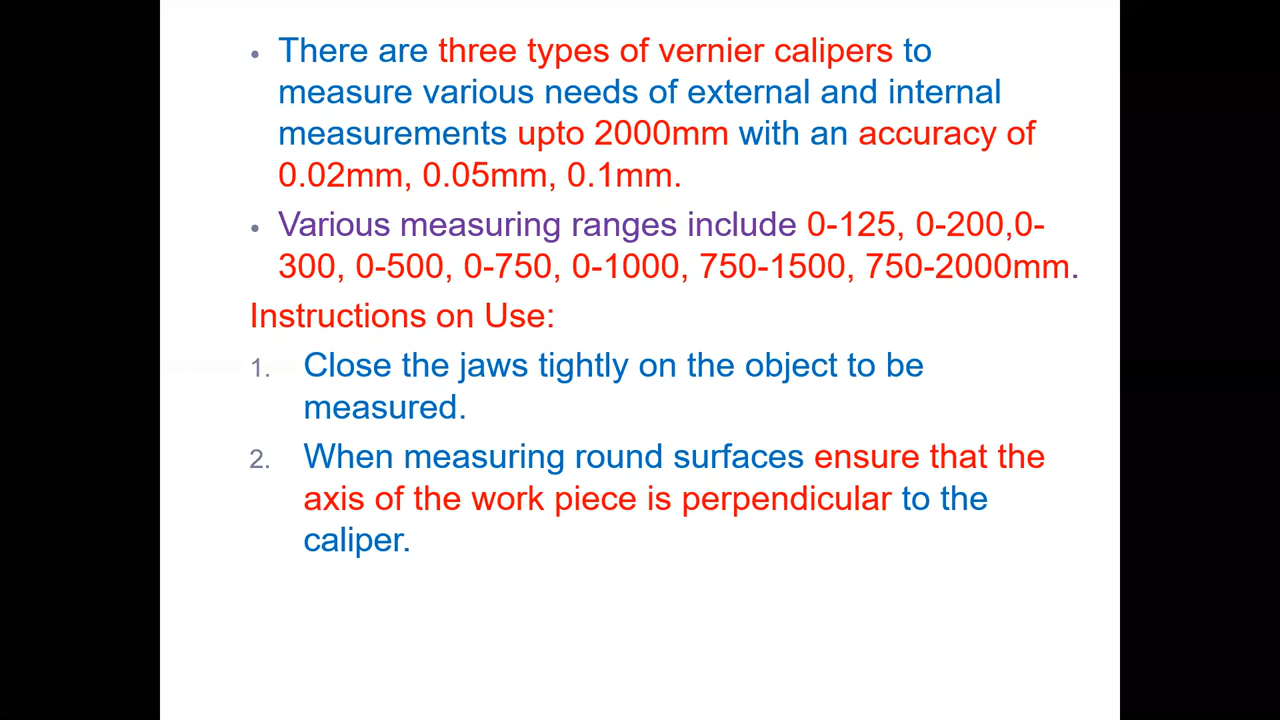 • There are three types of vernier calipers to
measure various needs of external and internal
measurements upto 2000mm with an accuracy of
0.02mm, 0.05mm, 0.1mm.
• Various measuring ranges include 0-125, 0-200,0-
300, 0-500, 0-750, 0-1000, 750-1500, 750-2000mm.
Instructions on Use:
1. Close the jaws tightly on the object to be
measured.
2. When measuring round surfaces ensure that the
axis of the work piece is perpendicular to the
caliper.